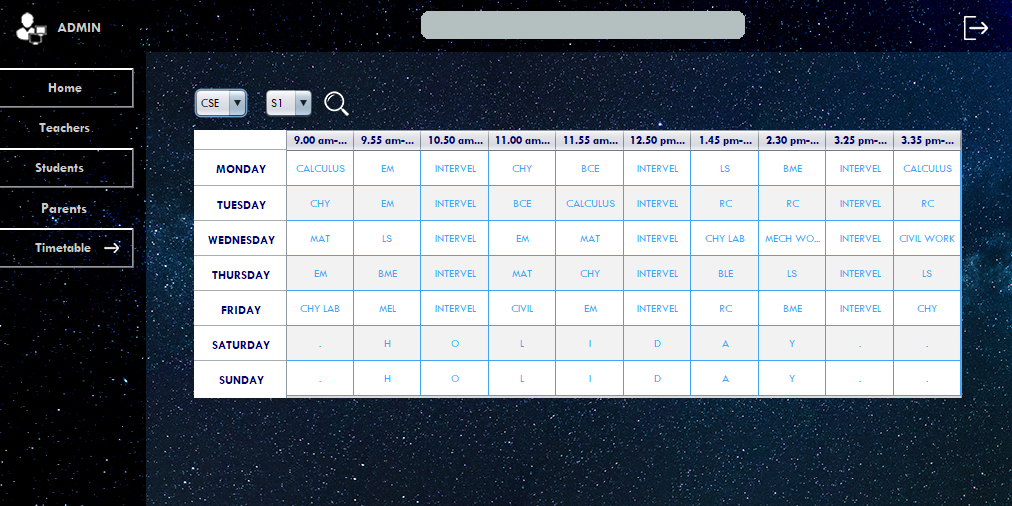 ADMIN
Home
Teachers
Students
Parents
Timetable
CSE S1
9.00 am-... 9.55 am-... 10.50 am... 11.00 am... 11.55 am... 12.50 pm... 1.45 pm-... 2.30 pm-... 3.25 pm-... 3.35 pm-...
MONDAY CALCULUS EM INTERVEL CHY BCE INTERVEL LS BME INTERVEL CALCULUS
TUESDAY CHY EM INTERVEL BCE CALCULUS INTERVEL RC RC INTERVEL RC
WEDNESDAY MAT LS INTERVEL EM MAT INTERVEL CHY LAB MECH WO... INTERVEL CIVIL WORK
THURSDAY EM BME INTERVEL MAT CHY INTERVEL BLE LS INTERVEL LS
FRIDAY CHY LAB MEL INTERVEL CIVIL EM INTERVEL RC BME INTERVEL CHY
SATURDAY . H O L I D A Y . .
SUNDAY . H O L I D A Y . .